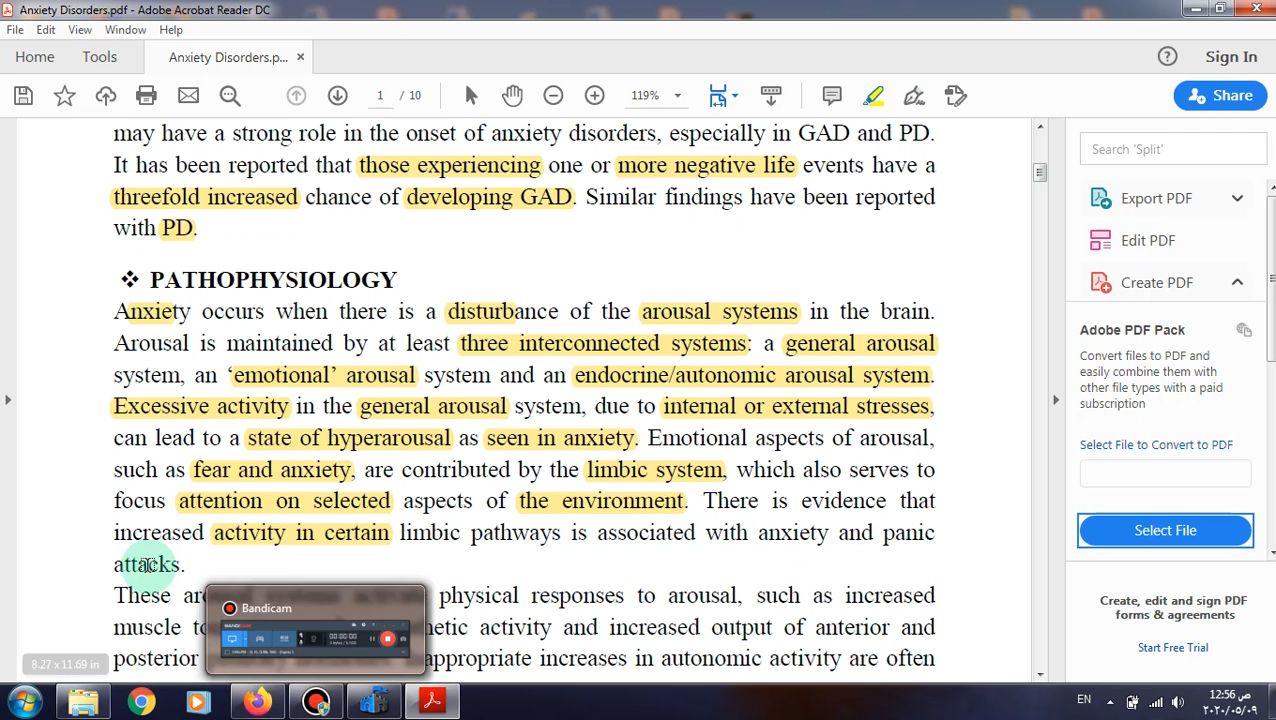 Anxiety Disorders.pdf - Adobe Acrobat Reader DC
File Edit View Window Help
Home Tools Anxiety Disorders.p... × Sign In
1 / 10 119% Share
may have a strong role in the onset of anxiety disorders, especially in GAD and PD.
It has been reported that those experiencing one or more negative life events have a
threefold increased chance of developing GAD. Similar findings have been reported
with PD.
❖ PATHOPHYSIOLOGY
Anxiety occurs when there is a disturbance of the arousal systems in the brain.
Arousal is maintained by at least three interconnected systems: a general arousal
system, an ‘emotional’ arousal system and an endocrine/autonomic arousal system.
Excessive activity in the general arousal system, due to internal or external stresses,
can lead to a state of hyperarousal as seen in anxiety. Emotional aspects of arousal,
such as fear and anxiety, are contributed by the limbic system, which also serves to
focus attention on selected aspects of the environment. There is evidence that
increased activity in certain limbic pathways is associated with anxiety and panic
attacks.
These physical responses to arousal, such as increased
muscle activity and increased output of anterior and
posterior appropriate increases in autonomic activity are often
8.27 x 11.69 in
Bandicam
00:00:00
Search 'Split'
Export PDF
Edit PDF
Create PDF
Adobe PDF Pack
Convert files to PDF and
easily combine them with
other file types with a paid
subscription
Select File to Convert to PDF
Select File
Create, edit and sign PDF
forms & agreements
Start Free Trial
EN
12:56 ص
٢٠٢٠/٠٥/٠٩